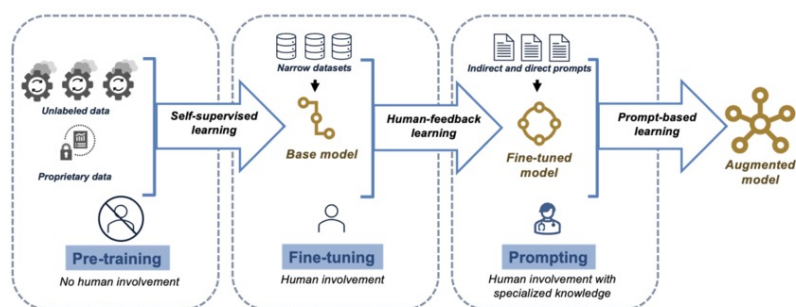 Unlabeled data
Proprietary data
Pre-training
No human involvement
Self-supervised
learning
Narrow datasets
Base model
Fine-tuning
Human involvement
Human-feedback
learning
Indirect and direct prompts
Fine-tuned
model
Prompting
Human involvement with
specialized knowledge
Prompt-based
learning
Augmented
model